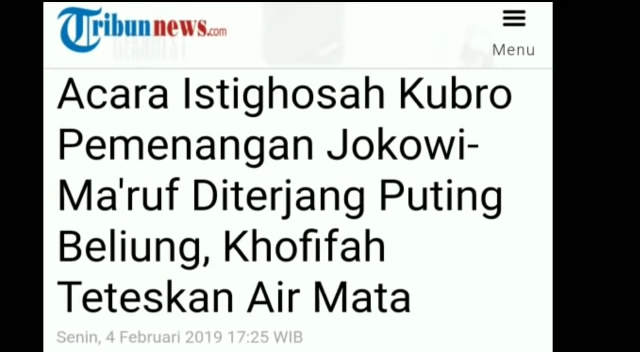 Tribunnews.com
Menu
Acara Istighosah Kubro
Pemenangan Jokowi-
Ma'ruf Diterjang Puting
Beliung, Khofifah
Teteskan Air Mata
Senin, 4 Februari 2019 17:25 WIB